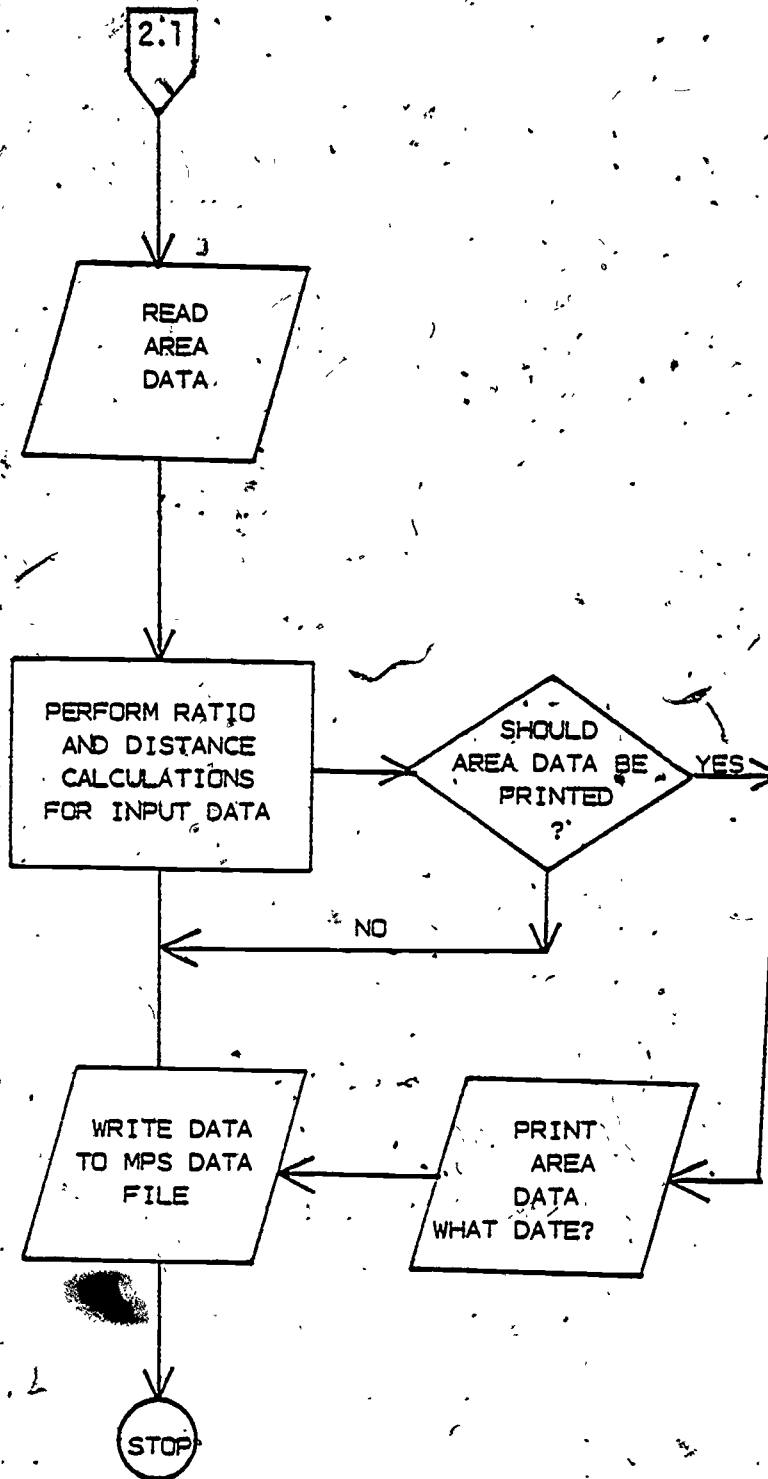 2.1
READ
AREA
DATA
PERFORM RATIO
AND DISTANCE
CALCULATIONS
FOR INPUT DATA
SHOULD
AREA DATA BE
PRINTED
?
YES
NO
WRITE DATA
TO MPS DATA
FILE
PRINT
AREA
DATA
WHAT DATE?
STOP